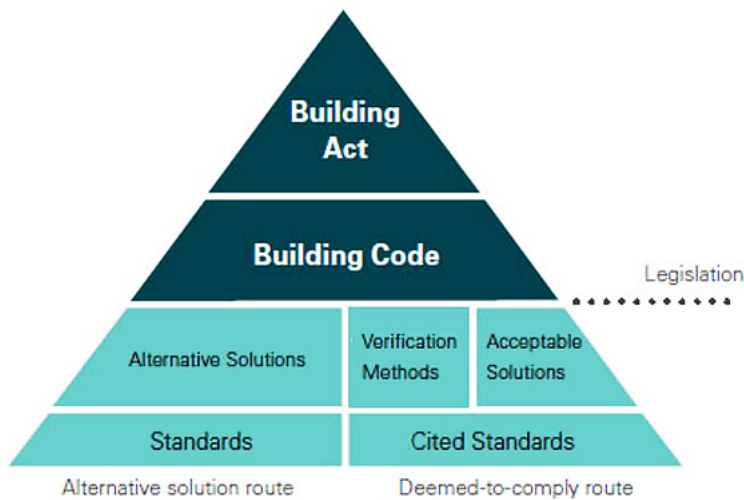 Building
Act
Building Code
Legislation
Alternative Solutions
Verification
Methods
Acceptable
Solutions
Standards
Cited Standards
Alternative solution route
Deemed-to-comply route